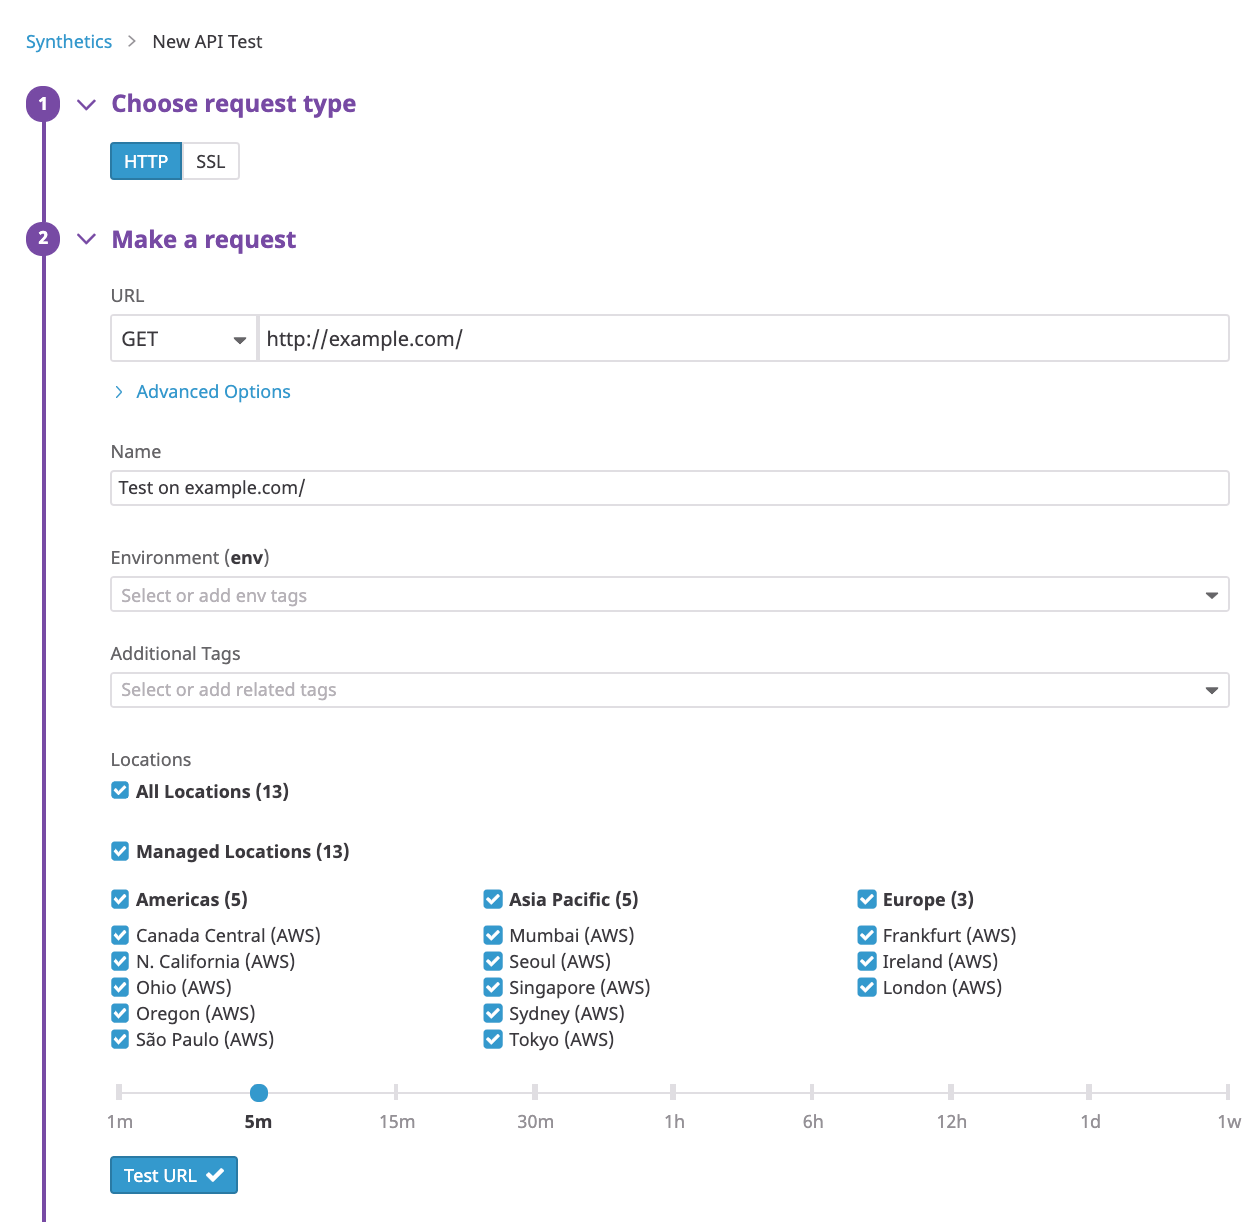 Synthetics > New API Test
1 Choose request type
HTTP SSL
2 Make a request
URL
GET http://example.com/
Advanced Options
Name
Test on example.com/
Environment (env)
Select or add env tags
Additional Tags
Select or add related tags
Locations
All Locations (13)
Managed Locations (13)
Americas (5)
Canada Central (AWS)
N. California (AWS)
Ohio (AWS)
Oregon (AWS)
São Paulo (AWS)
Asia Pacific (5)
Mumbai (AWS)
Seoul (AWS)
Singapore (AWS)
Sydney (AWS)
Tokyo (AWS)
Europe (3)
Frankfurt (AWS)
Ireland (AWS)
London (AWS)
1m 5m 15m 30m 1h 6h 12h 1d 1w
Test URL